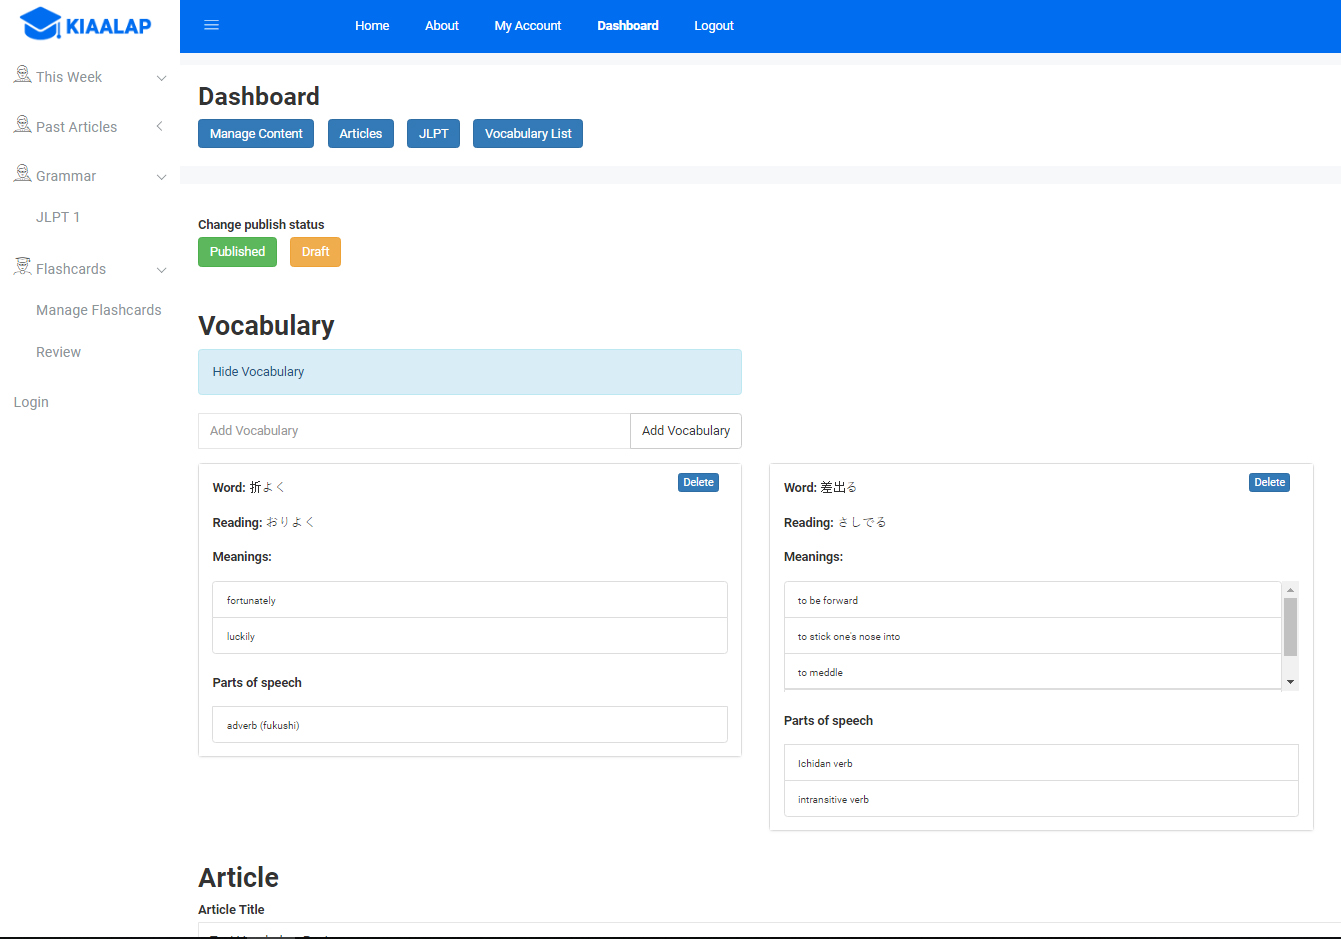 KIAALAP
Home About My Account Dashboard Logout
This Week
Past Articles
Grammar
JLPT 1
Flashcards
Manage Flashcards
Review
Login
Dashboard
Manage Content Articles JLPT Vocabulary List
Change publish status
Published Draft
Vocabulary
Hide Vocabulary
Add Vocabulary Add Vocabulary
Word: 折よく Delete
Reading: おりよく
Meanings:
fortunately
luckily
Parts of speech
adverb (fukushi)
Word: 差出る Delete
Reading: さしでる
Meanings:
to be forward
to stick one's nose into
to meddle
Parts of speech
Ichidan verb
intransitive verb
Article
Article Title